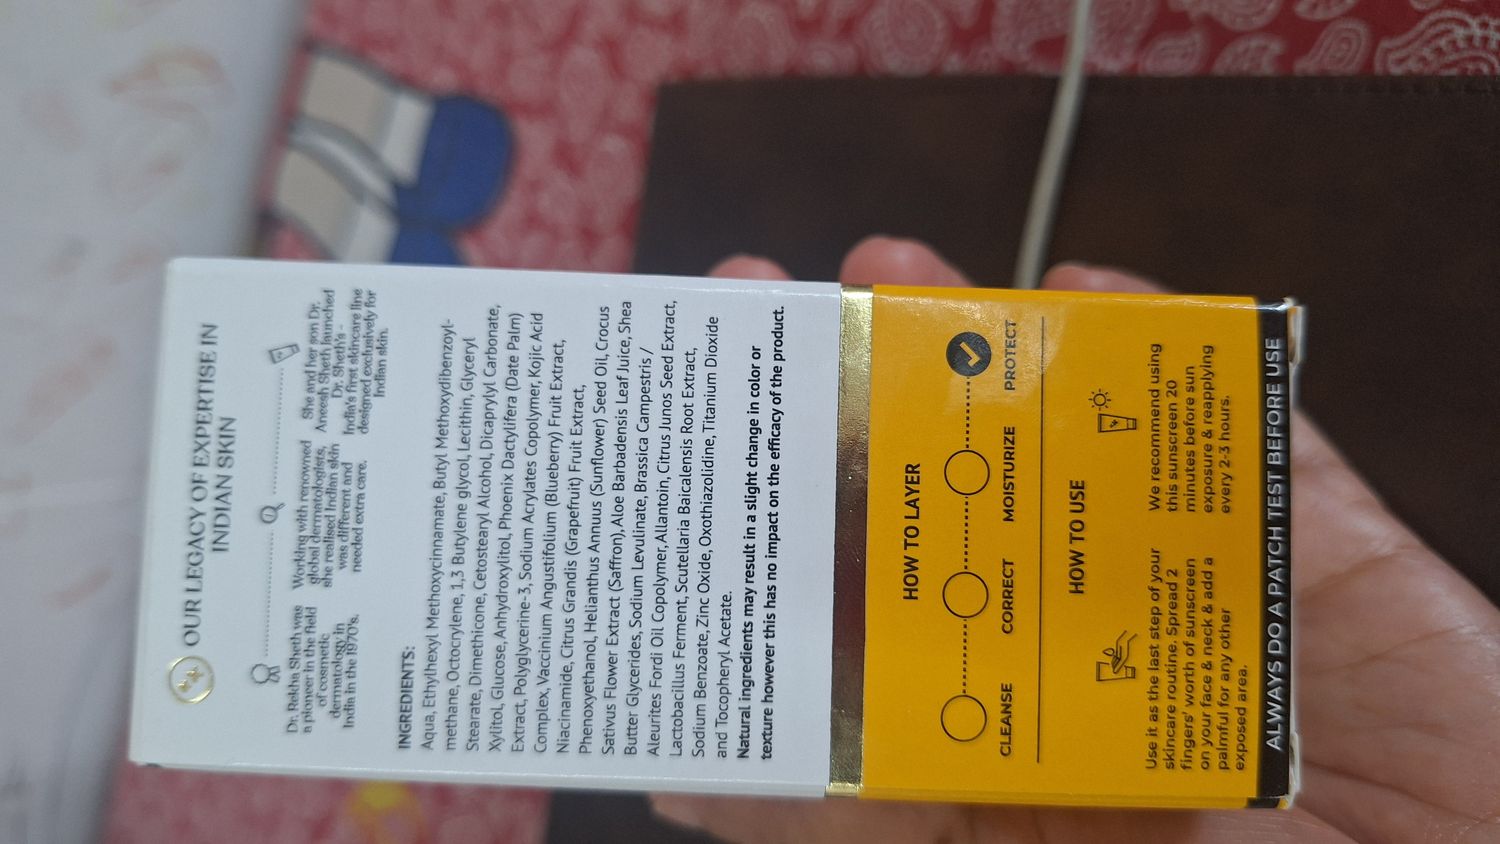 OUR LEGACY OF EXPERTISE IN
INDIAN SKIN
Dr. Rekha Sheth was
a pioneer in the field
of cosmetic
dermatology in
India in the 1970's.
Working with renowned
global dermatologists,
she realised Indian skin
was different and
needed extra care.
She and her son Dr.
Aneesh Sheth launched
Dr. Sheth's -
India's first skincare line
designed exclusively for
Indian skin.
INGREDIENTS:
Aqua, Ethylhexyl Methoxycinnamate, Butyl Methoxydibenzoyl-
methane, Octocrylene, 1,3 Butylene glycol, Lecithin, Glyceryl
Stearate, Dimethicone, Cetostearyl Alcohol, Dicaprylyl Carbonate,
Xylitol, Glucose, Anhydroxylitol, Phoenix Dactylifera (Date Palm)
Extract, Polyglycerine-3, Sodium Acrylates Copolymer, Kojic Acid
Complex, Vaccinium Angustifolium (Blueberry) Fruit Extract,
Niacinamide, Citrus Grandis (Grapefruit) Fruit Extract,
Phenoxyethanol, Helianthus Annuus (Sunflower) Seed Oil, Crocus
Sativus Flower Extract (Saffron), Aloe Barbadensis Leaf Juice, Shea
Butter Glycerides, Sodium Levulinate, Brassica Campestris /
Aleurites Fordi Oil Copolymer, Allantoin, Citrus Junos Seed Extract,
Lactobacillus Ferment, Scutellaria Baicalensis Root Extract,
Sodium Benzoate, Zinc Oxide, Oxothiazolidine, Titanium Dioxide
and Tocopheryl Acetate.
Natural ingredients may result in a slight change in color or
texture however this has no impact on the efficacy of the product.
HOW TO LAYER
CLEANSE CORRECT MOISTURIZE PROTECT
HOW TO USE
Use it as the last step of your
skincare routine. Spread 2
fingers' worth of sunscreen
on your face & neck & add a
palmful for any other
exposed area.
We recommend using
this sunscreen 20
minutes before sun
exposure & reapplying
every 2-3 hours.
ALWAYS DO A PATCH TEST BEFORE USE